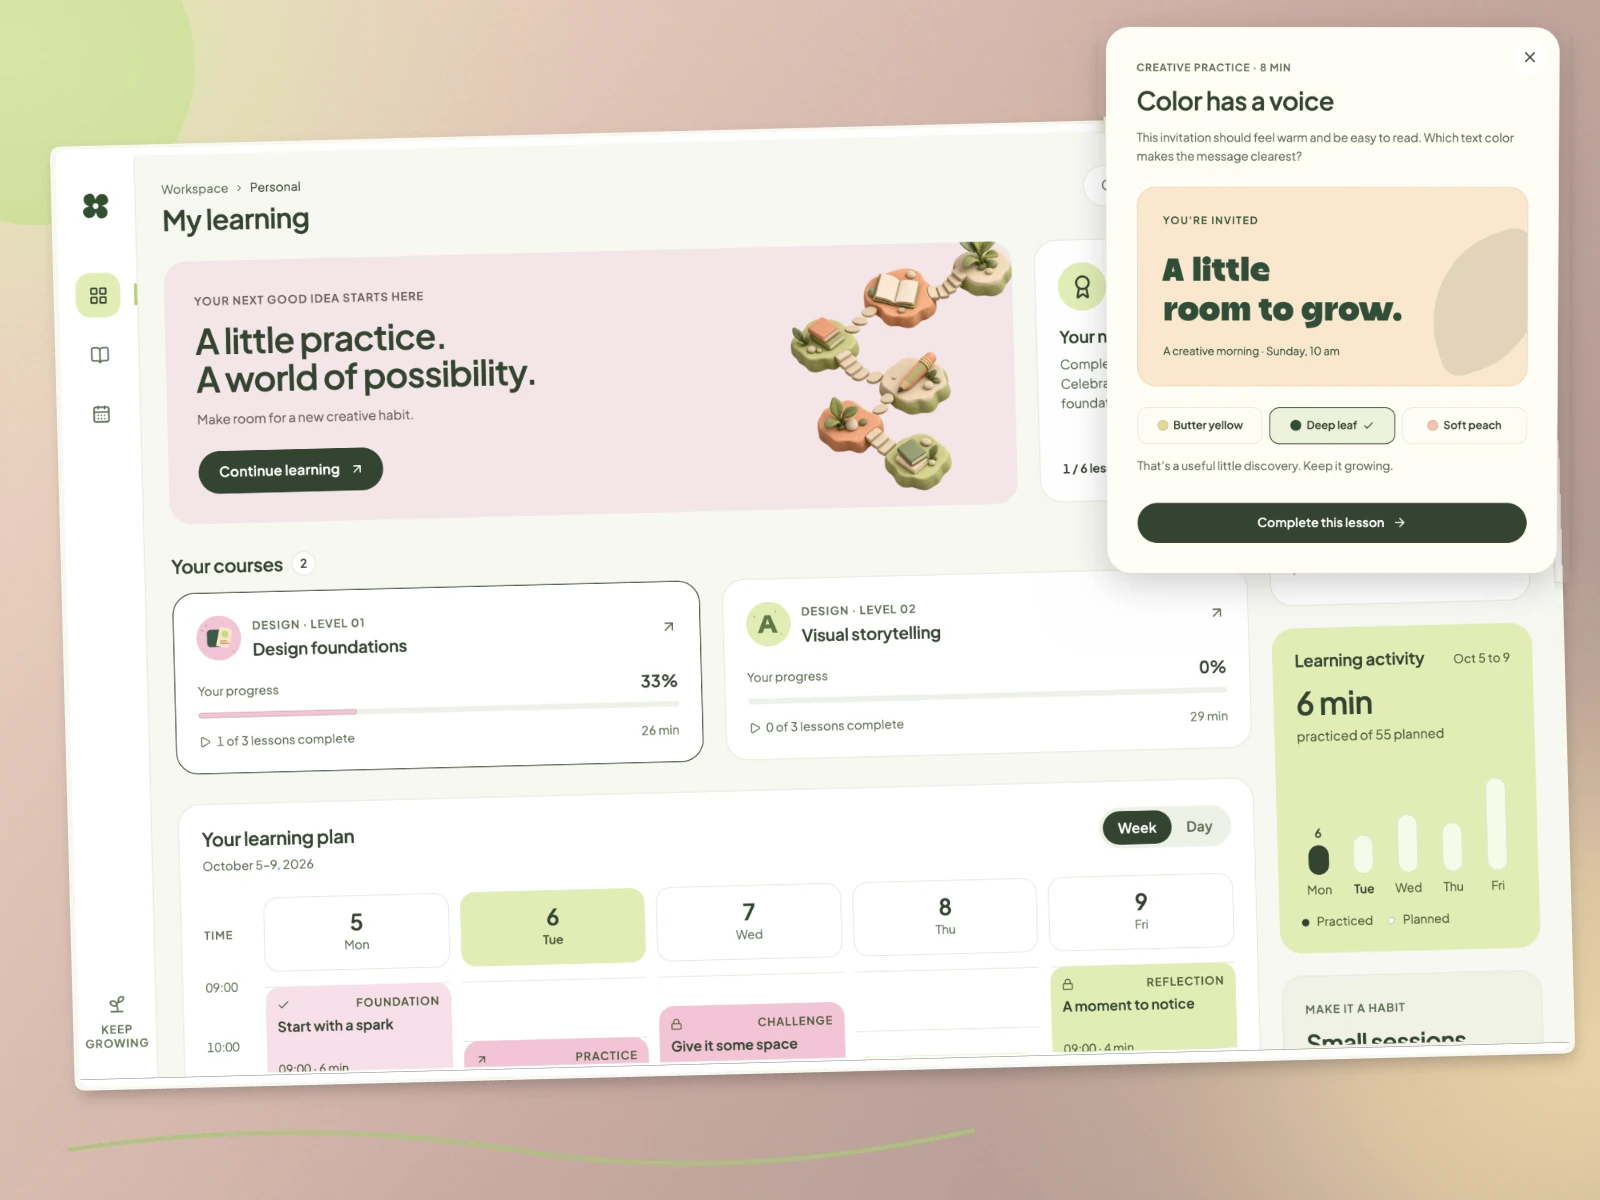 Workspace › Personal
My learning
YOUR NEXT GOOD IDEA STARTS HERE
A little practice.
A world of possibility.
Make room for a new creative habit.
Continue learning
Your n
Comple
Celebra
foundat
1 / 6 les
CREATIVE PRACTICE · 8 MIN
Color has a voice
This invitation should feel warm and be easy to read. Which text color
makes the message clearest?
YOU'RE INVITED
A little
room to grow.
A creative morning · Sunday, 10 am
Butter yellow
Deep leaf
Soft peach
That's a useful little discovery. Keep it growing.
Complete this lesson
Your courses 2
DESIGN · LEVEL 01
Design foundations
Your progress 33%
1 of 3 lessons complete 26 min
A
DESIGN · LEVEL 02
Visual storytelling
Your progress 0%
0 of 3 lessons complete 29 min
Learning activity Oct 5 to 9
6 min
practiced of 55 planned
6
Mon Tue Wed Thu Fri
Practiced Planned
Your learning plan
October 5–9, 2026
Week Day
TIME
5 Mon
6 Tue
7 Wed
8 Thu
9 Fri
09:00
10:00
FOUNDATION
Start with a spark
09:00 · 6 min
PRACTICE
CHALLENGE
Give it some space
REFLECTION
A moment to notice
09:00 · 4 min
MAKE IT A HABIT
Small sessions
KEEP
GROWING